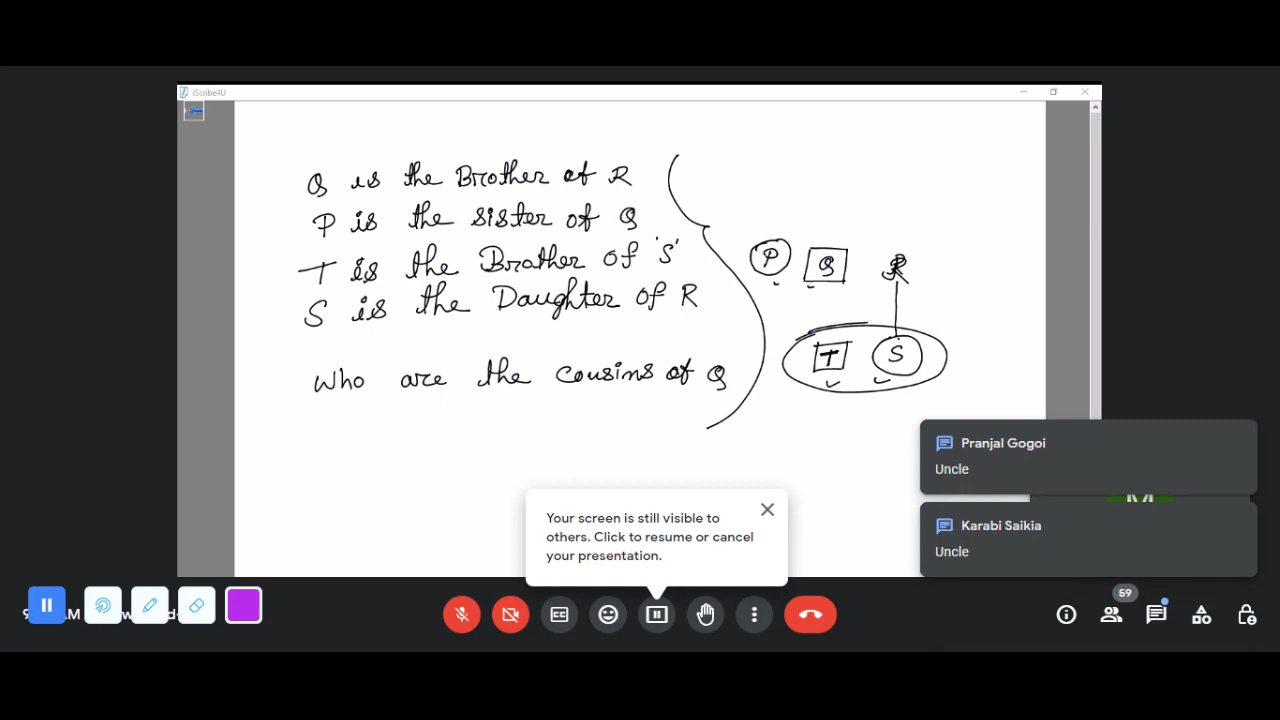 iScribe4U
Q is the Brother of R
P is the sister of Q
T is the Brother of 'S'
S is the Daughter of R
Who are the cousins of Q
P Q R
T S
Pranjal Gogoi
Uncle
Karabi Saikia
Uncle
Your screen is still visible to
others. Click to resume or cancel
your presentation.
59